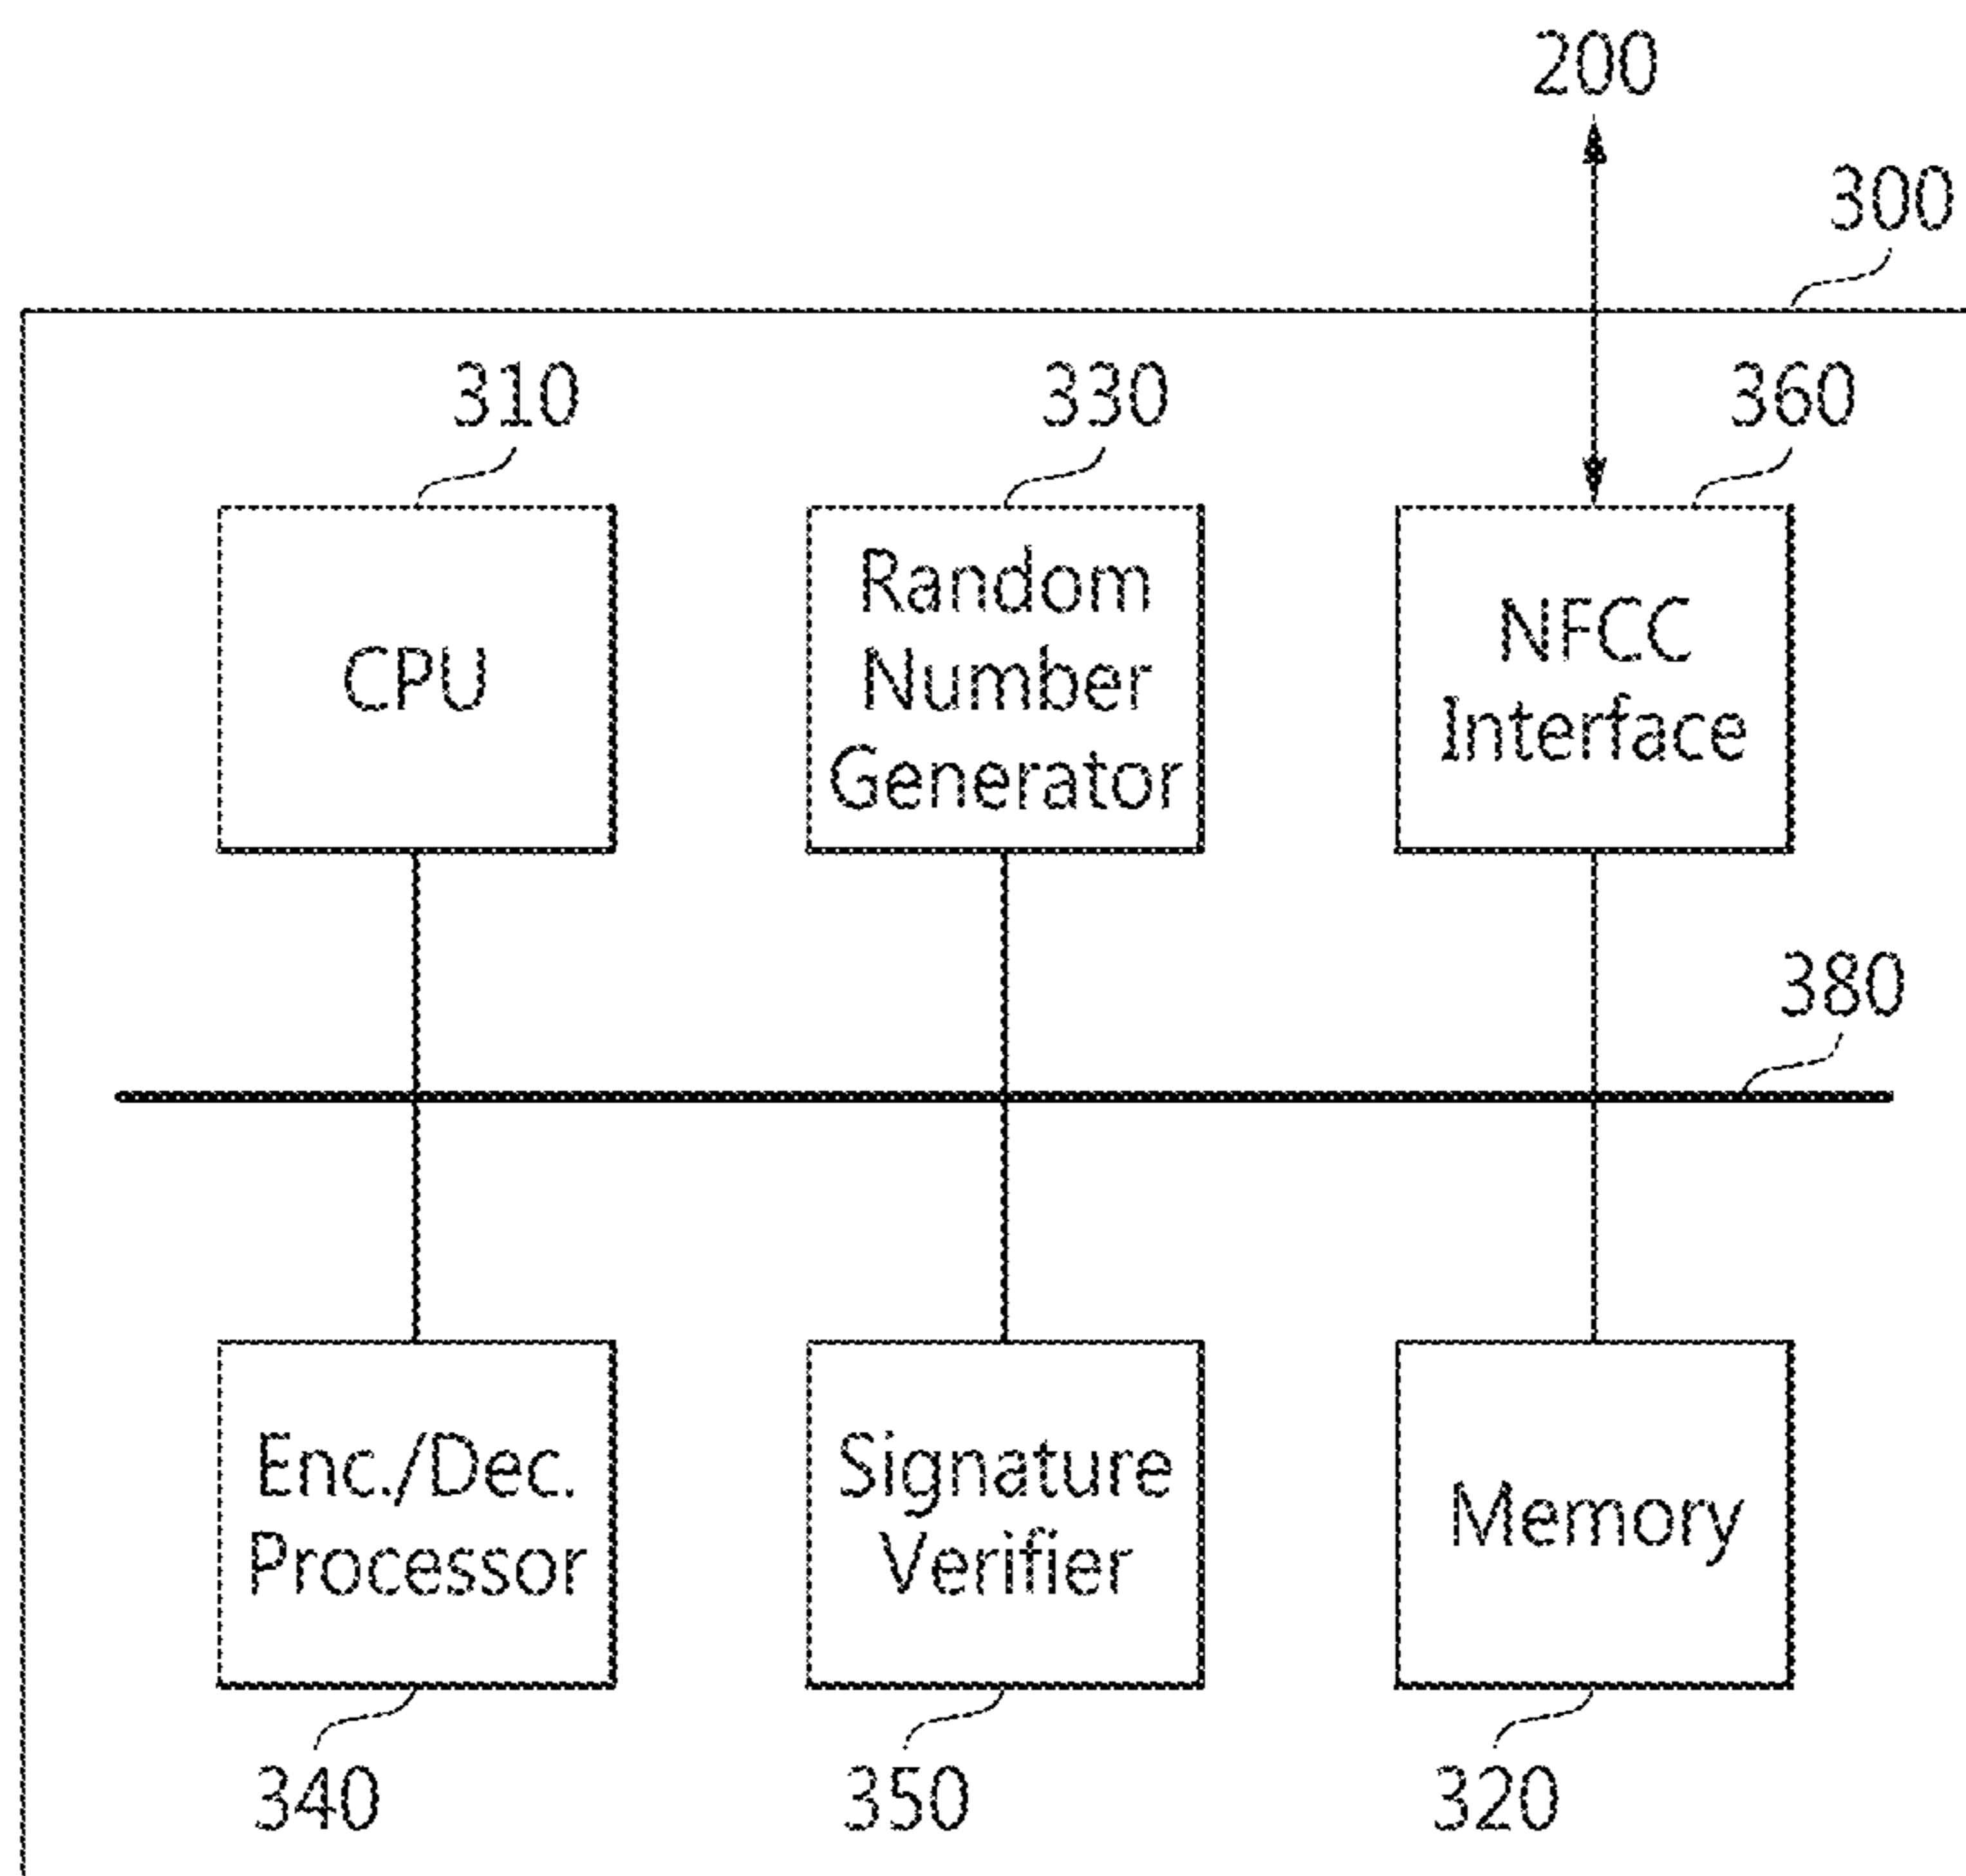 200
300
310
330
360
CPU
Random
Number
Generator
NFCC
Interface
380
Enc./Dec.
Processor
Signature
Verifier
Memory
340
350
320